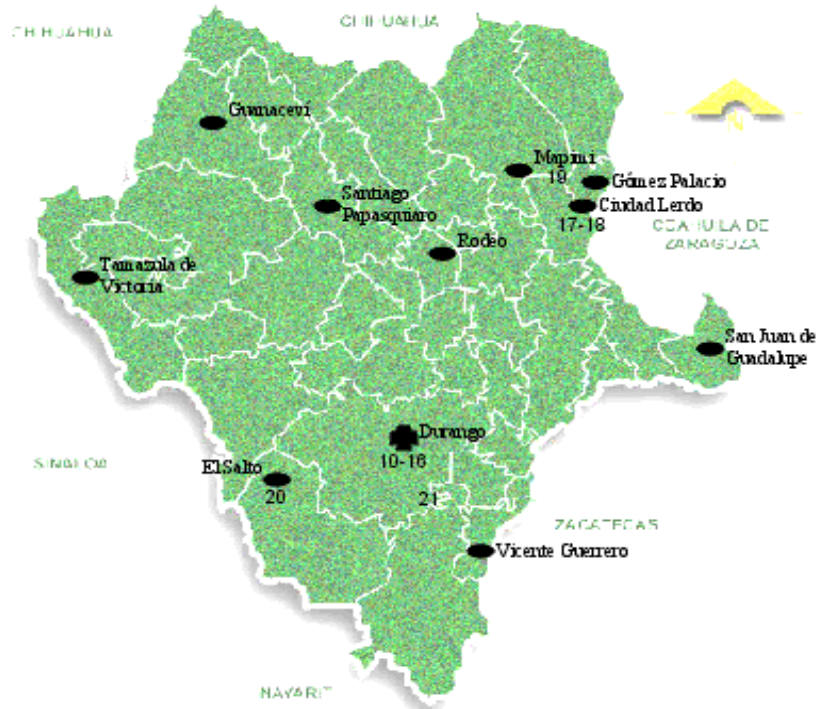 CHIHUAHUA
CHIHUAHUA
Guanaceví
N
Mapimi
19
Gómez Palacio
Santiago
Papasquiaro
Ciudad Lerdo
17-18
COAHUILA DE
ZARAGOZA
Rodeo
Tamazula de
Victoria
San Juan de
Guadalupe
Durango
10-16
SINALOA
El Salto
20
21
ZACATECAS
Vicente Guerrero
NAYARIT